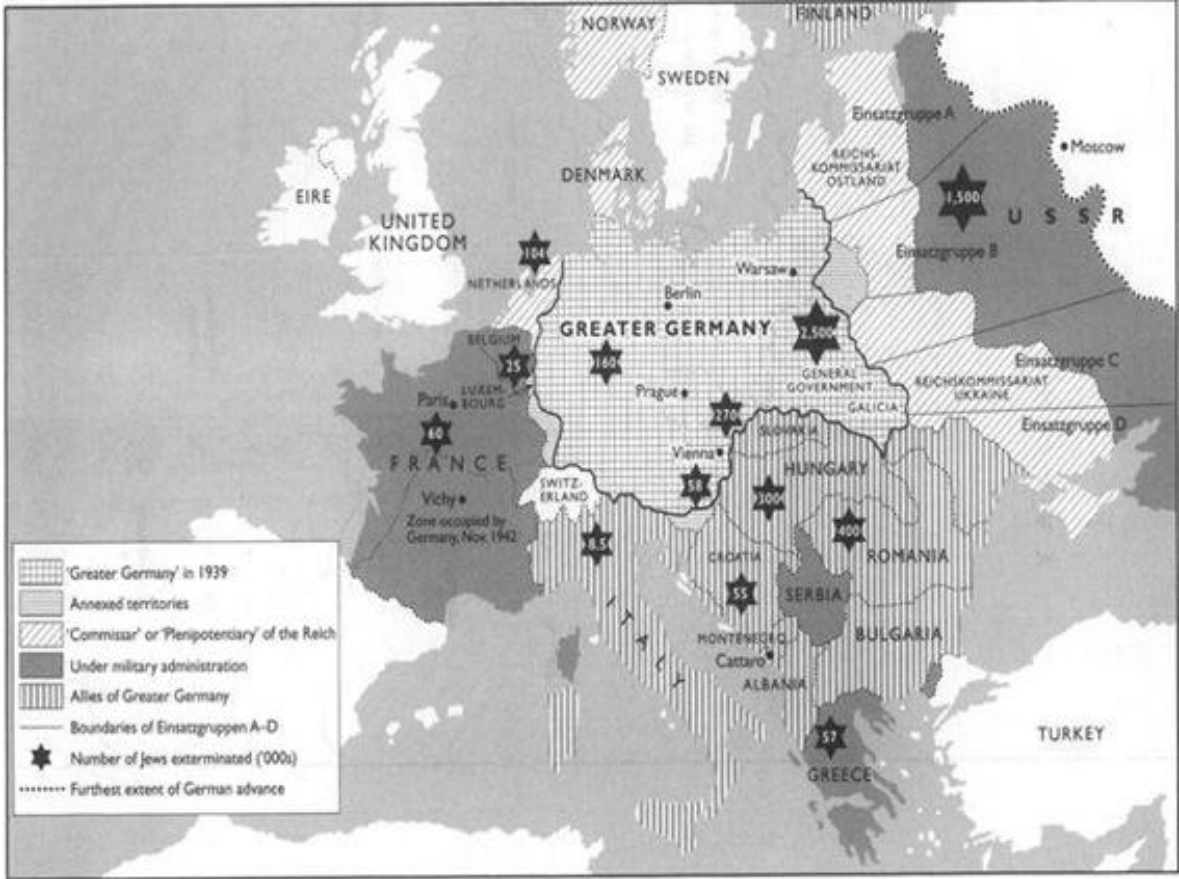 NORWAY
FINLAND
SWEDEN
Einsatzgruppe A
Moscow
REICHS-
KOMMISSARIAT
OSTLAND
DENMARK
EIRE
UNITED
KINGDOM
1,500
U S S R
104
NETHERLANDS
Einsatzgruppe B
Warsaw
Berlin
GREATER GERMANY
2,500
BELGIUM
25
160
LUXEM-
BOURG
GENERAL
GOVERNMENT
Einsatzgruppe C
REICHSKOMMISSARIAT
UKRAINE
Paris
Prague
GALICIA
270
Einsatzgruppe D
60
FRANCE
SLOVAKIA
Vienna
HUNGARY
SWITZ-
ERLAND
58
300
Vichy
Zone occupied by
Germany, Nov. 1942
8.5
400
CROATIA
ROMANIA
55
SERBIA
ITALY
MONTENEGRO
BULGARIA
Cattaro
ALBANIA
57
GREECE
TURKEY
'Greater Germany' in 1939
Annexed territories
'Commissar' or 'Plenipotentiary' of the Reich
Under military administration
Allies of Greater Germany
Boundaries of Einsatzgruppen A–D
Number of Jews exterminated ('000s)
Furthest extent of German advance